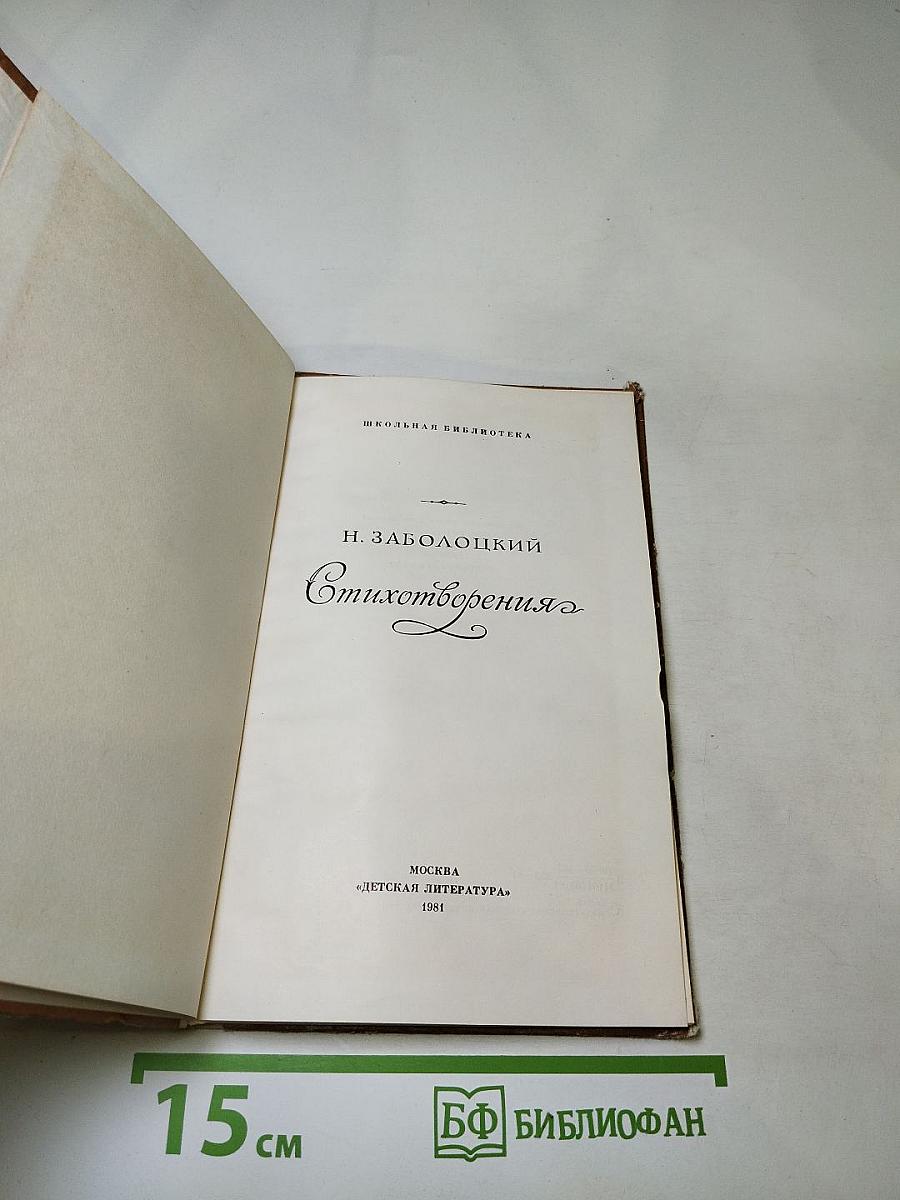 ШКОЛЬНАЯ БИБЛИОТЕКА
Н. ЗАБОЛОЦКИЙ
Стихотворения
МОСКВА
«ДЕТСКАЯ ЛИТЕРАТУРА»
1981
15 см
БФ БИБЛИОФАН